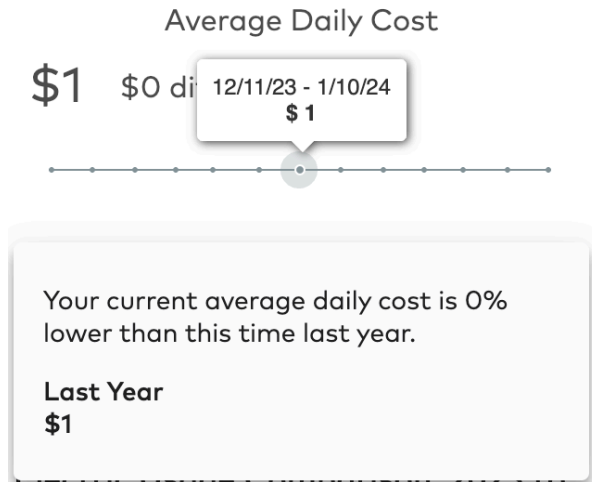 Average Daily Cost
$1 $0
12/11/23 - 1/10/24
$ 1
Your current average daily cost is 0%
lower than this time last year.
Last Year
$1